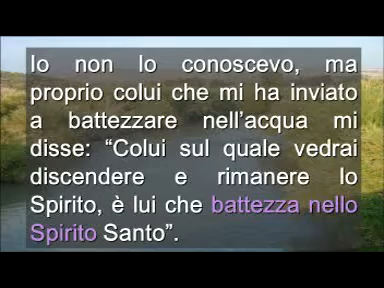 Io non lo conoscevo, ma
proprio colui che mi ha inviato
a battezzare nell'acqua mi
disse: “Colui sul quale vedrai
discendere e rimanere lo
Spirito, è lui che battezza nello
Spirito Santo”.